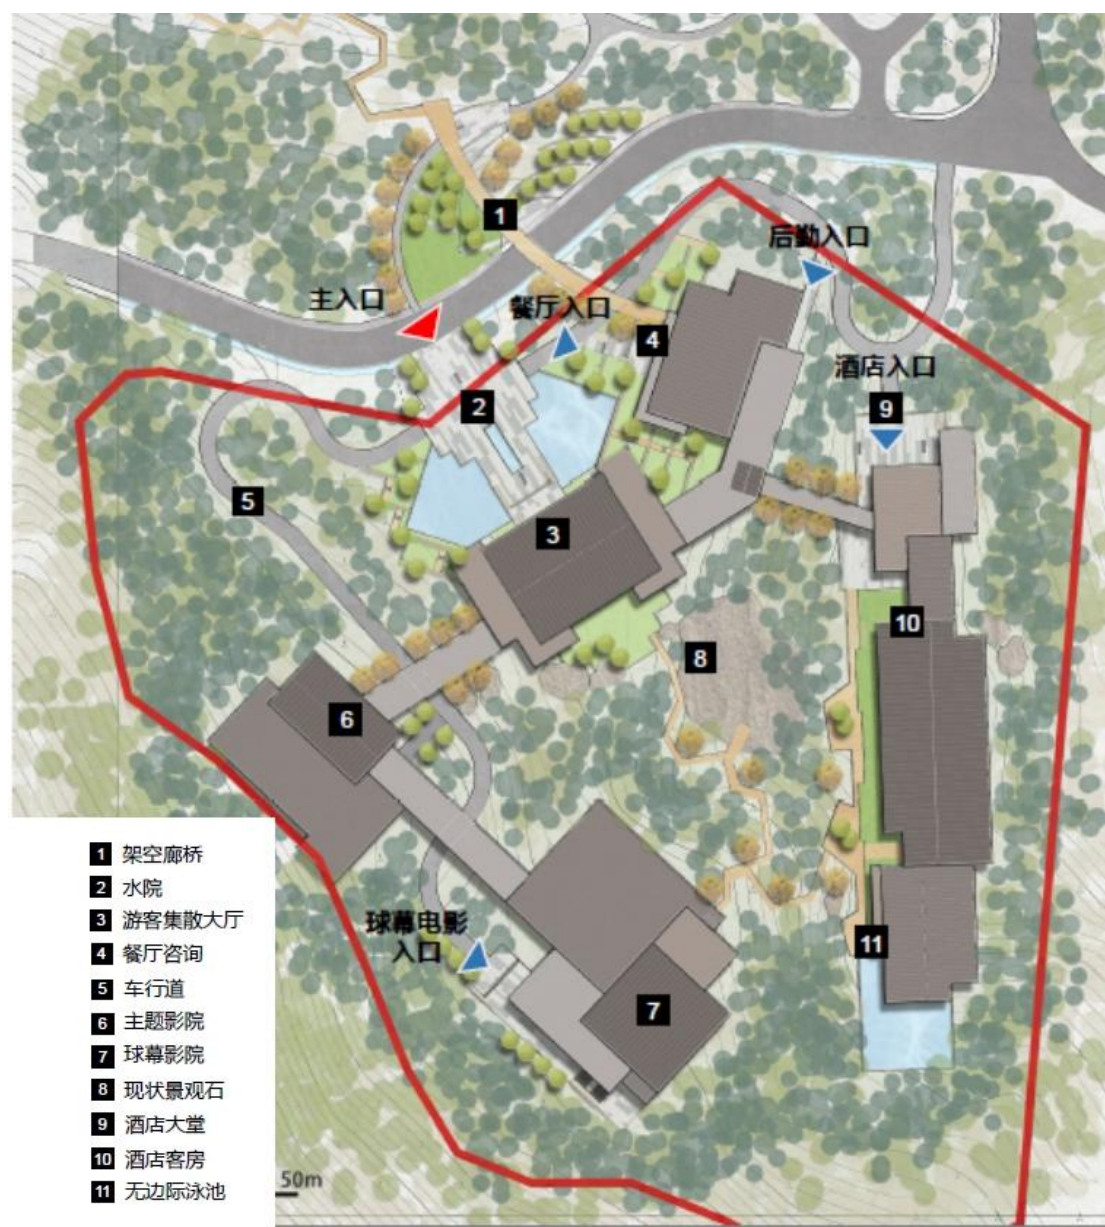 1
后勤入口
主入口
餐厅入口
4
酒店入口
2
9
5
3
10
8
6
1 架空廊桥
2 水院
3 游客集散大厅
4 餐厅咨询
5 车行道
6 主题影院
7 球幕影院
8 现状景观石
9 酒店大堂
10 酒店客房
11 无边际泳池
球幕电影
入口
11
7
50m